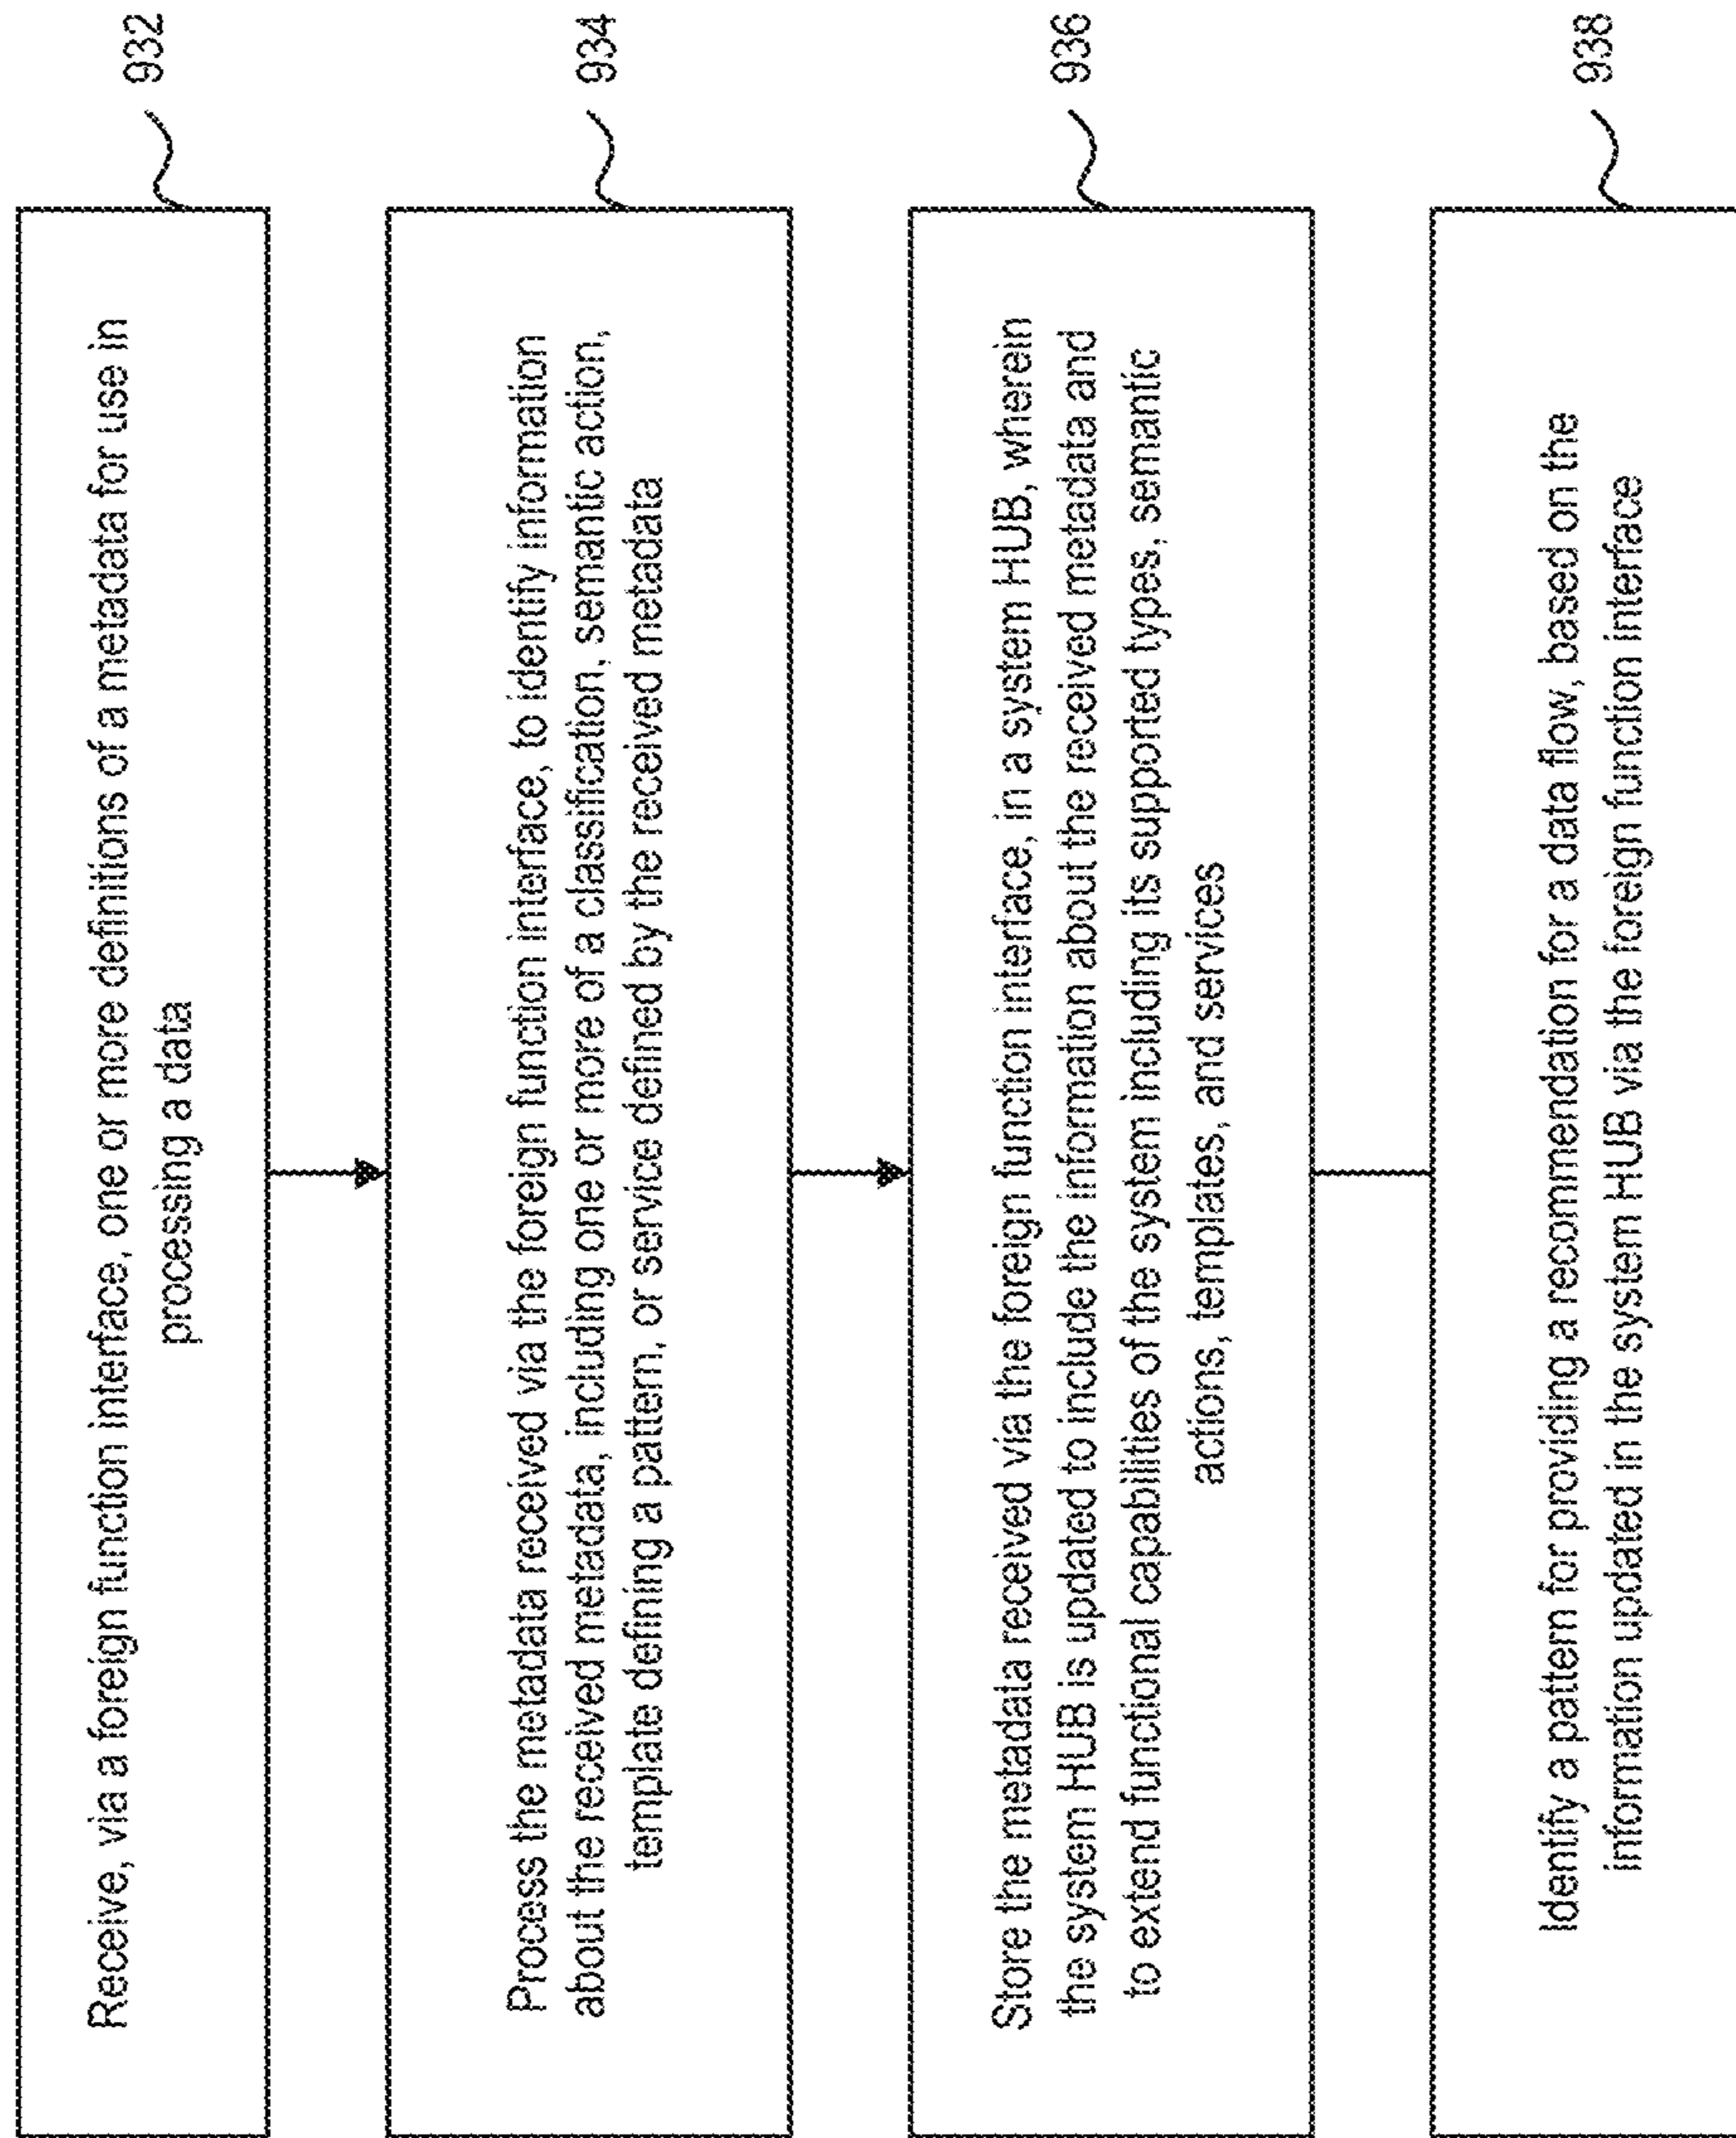 Receive, via a foreign function interface, one or more definitions of a metadata for use in
processing a data
932
Process the metadata received via the foreign function interface, to identify information
about the received metadata, including one or more of a classification, semantic action,
template defining a pattern, or service defined by the received metadata
934
Store the metadata received via the foreign function interface, in a system HUB, wherein
the system HUB is updated to include the information about the received metadata and
to extend functional capabilities of the system including its supported types, semantic
actions, templates, and services
936
Identify a pattern for providing a recommendation for a data flow, based on the
information updated in the system HUB via the foreign function interface
938